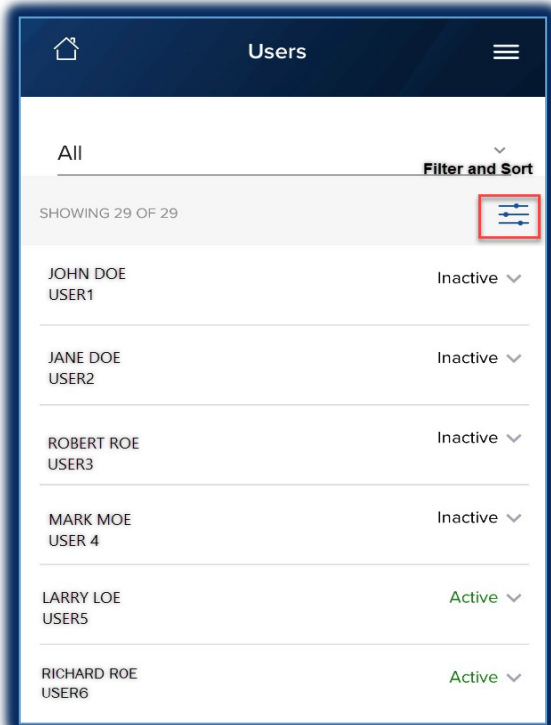 Users
All
Filter and Sort
SHOWING 29 OF 29
JOHN DOE
USER1
Inactive
JANE DOE
USER2
Inactive
ROBERT ROE
USER3
Inactive
MARK MOE
USER 4
Inactive
LARRY LOE
USER5
Active
RICHARD ROE
USER6
Active